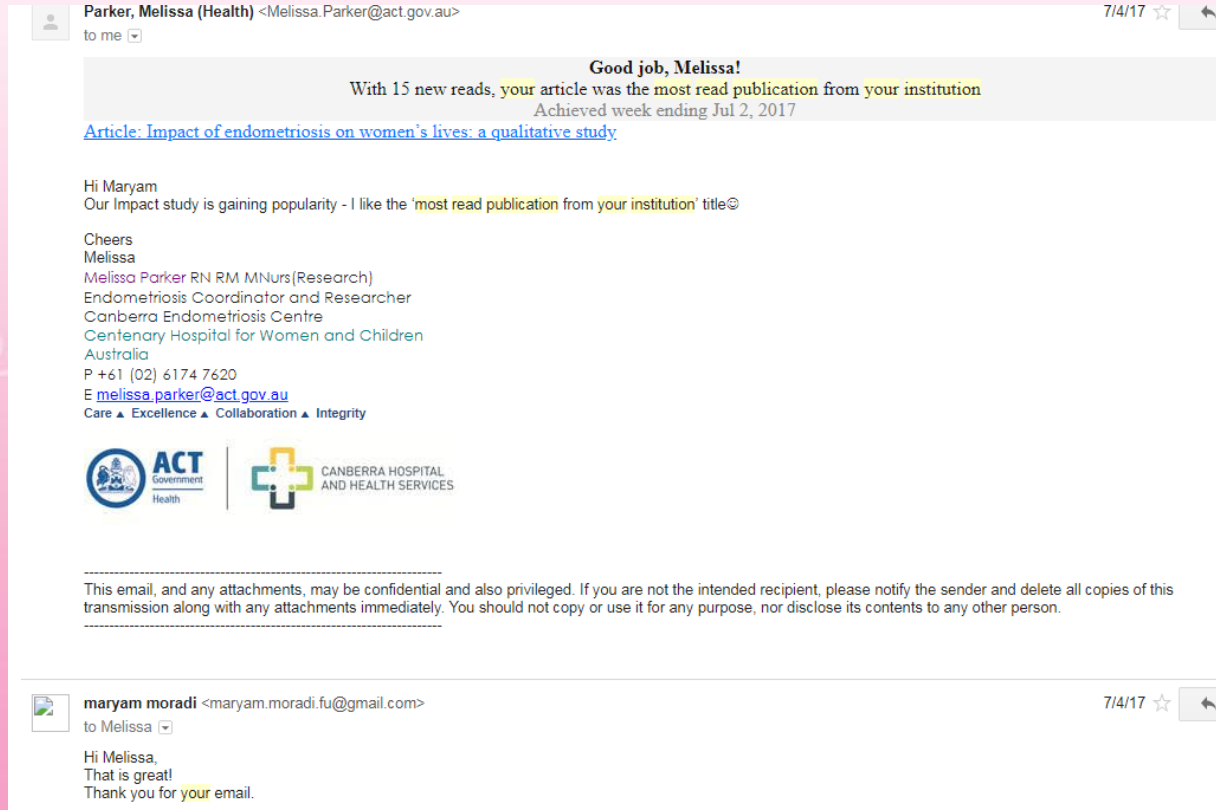 Parker, Melissa (Health) <Melissa.Parker@act.gov.au>
7/4/17
to me
Good job, Melissa!
With 15 new reads, your article was the most read publication from your institution
Achieved week ending Jul 2, 2017
Article: Impact of endometriosis on women's lives: a qualitative study
Hi Maryam
Our Impact study is gaining popularity - I like the 'most read publication from your institution' title☺
Cheers
Melissa
Melissa Parker RN RM MNurs(Research)
Endometriosis Coordinator and Researcher
Canberra Endometriosis Centre
Centenary Hospital for Women and Children
Australia
P +61 (02) 6174 7620
E melissa.parker@act.gov.au
Care ▲ Excellence ▲ Collaboration ▲ Integrity
ACT
Government
Health
CANBERRA HOSPITAL
AND HEALTH SERVICES
-----------------------------------------------------------------------
This email, and any attachments, may be confidential and also privileged. If you are not the intended recipient, please notify the sender and delete all copies of this
transmission along with any attachments immediately. You should not copy or use it for any purpose, nor disclose its contents to any other person.
-----------------------------------------------------------------------
maryam moradi <maryam.moradi.fu@gmail.com>
7/4/17
to Melissa
Hi Melissa,
That is great!
Thank you for your email.